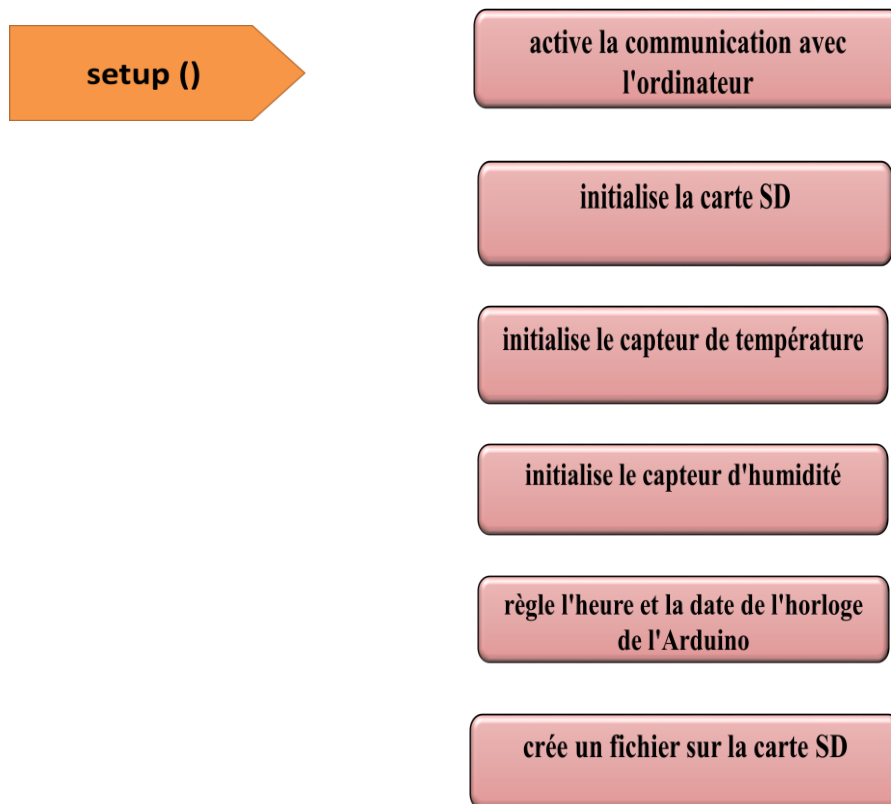 setup ()
active la communication avec
l'ordinateur
initialise la carte SD
initialise le capteur de température
initialise le capteur d'humidité
règle l'heure et la date de l'horloge
de l'Arduino
crée un fichier sur la carte SD